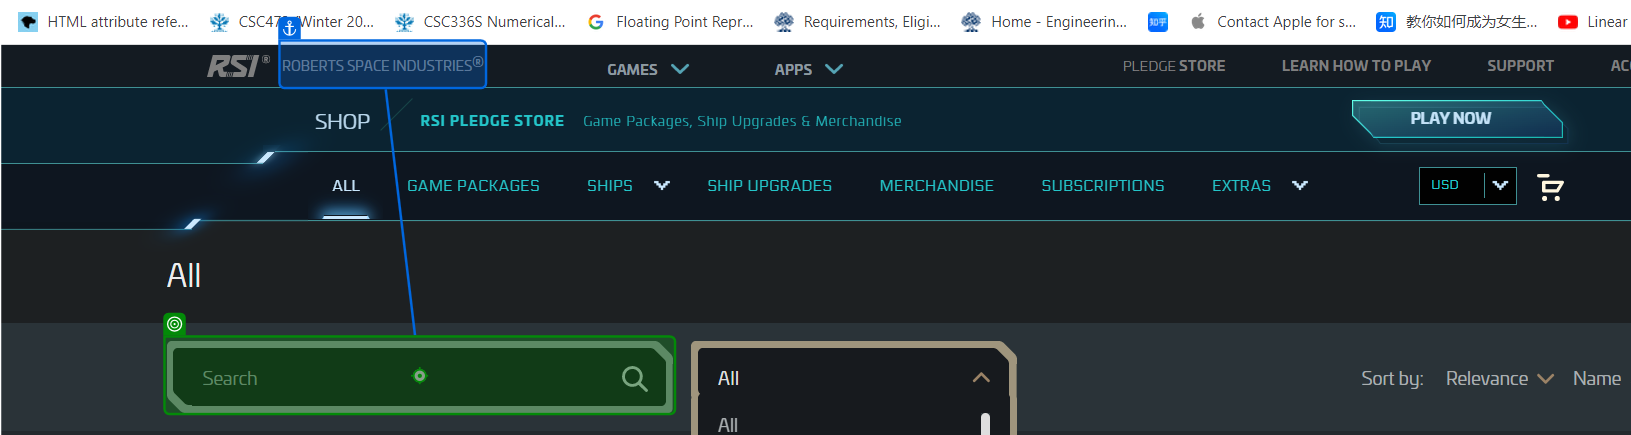 HTML attribute refe... CSC47 Winter 20... CSC336S Numerical... Floating Point Repr... Requirements, Eligi... Home - Engineerin... 知乎 Contact Apple for s... 知 教你如何成为女生... Linear
RSI® ROBERTS SPACE INDUSTRIES® GAMES APPS PLEDGE STORE LEARN HOW TO PLAY SUPPORT
SHOP RSI PLEDGE STORE Game Packages, Ship Upgrades & Merchandise PLAY NOW
ALL GAME PACKAGES SHIPS SHIP UPGRADES MERCHANDISE SUBSCRIPTIONS EXTRAS USD
All
Search All Sort by: Relevance Name
All